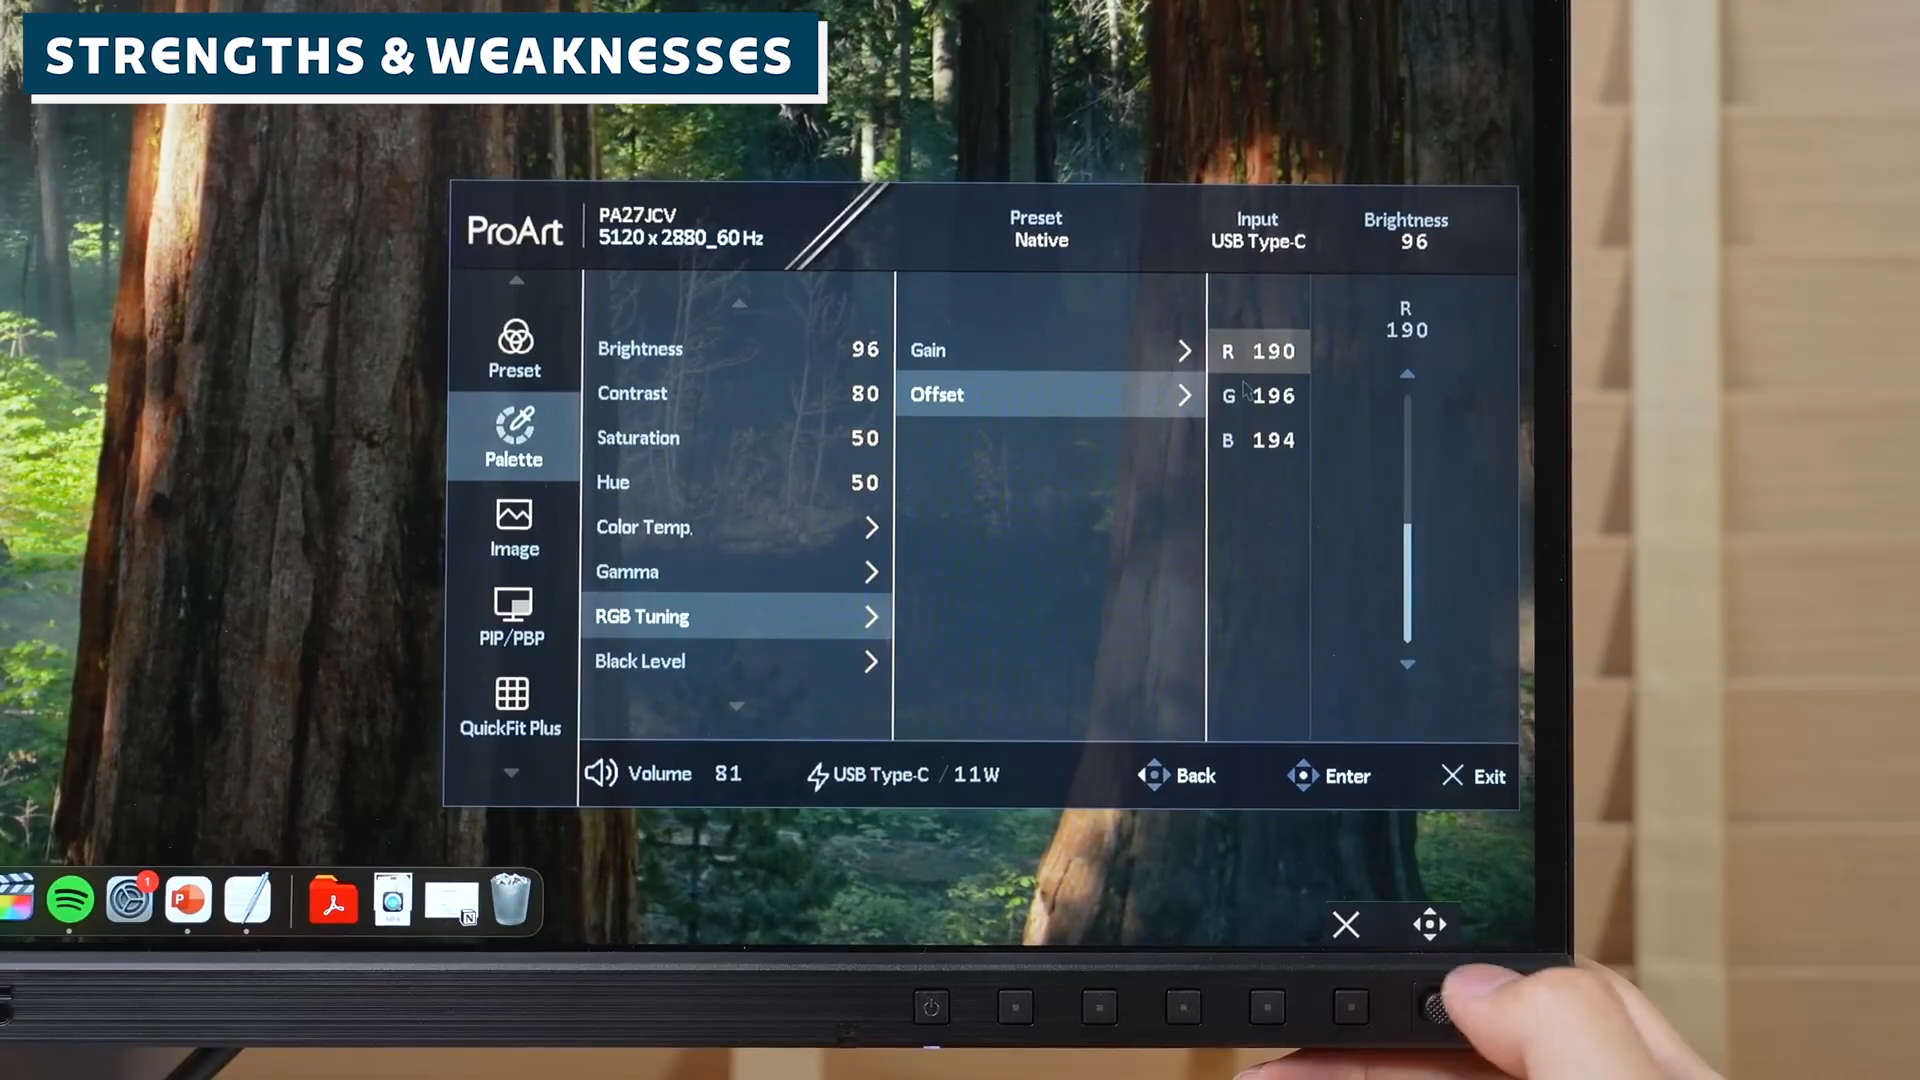 STRENGTHS & WEAKNESSES
ProArt
PA27JCV
5120 x 2880_60 Hz
Preset
Native
Input
USB Type-C
Brightness
96
Preset
Palette
Image
PIP/PBP
QuickFit Plus
Brightness 96
Contrast 80
Saturation 50
Hue 50
Color Temp.
Gamma
RGB Tuning
Black Level
Gain
Offset
R 190
G 196
B 194
R
190
Volume 81
USB Type-C / 11W
Back
Enter
Exit
1
P
N